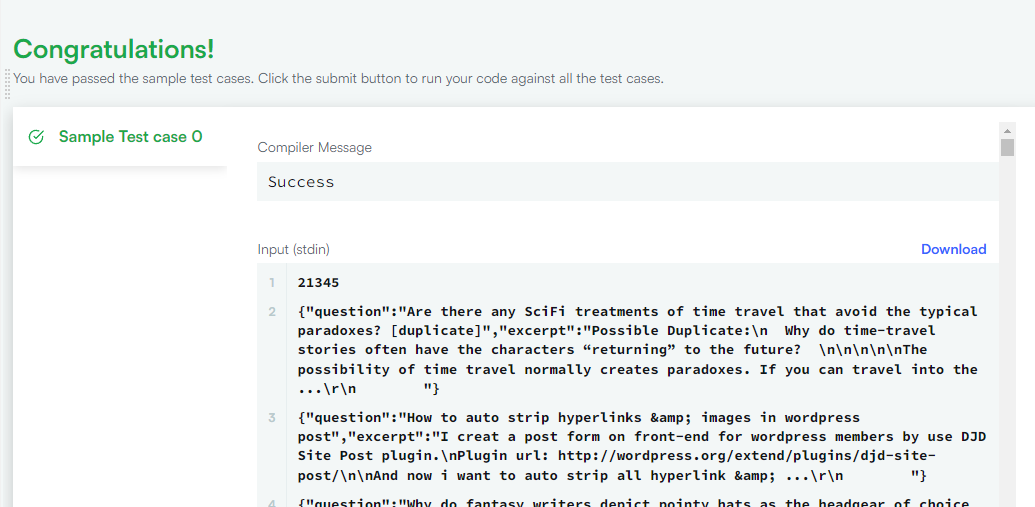 Congratulations!
You have passed the sample test cases. Click the submit button to run your code against all the test cases.
Sample Test case 0
Compiler Message
Success
Input (stdin)
Download
1 21345
2 {"question":"Are there any SciFi treatments of time travel that avoid the typical
paradoxes? [duplicate]","excerpt":"Possible Duplicate:\n  Why do time-travel
stories often have the characters “returning” to the future?  \n\n\n\n\nThe
possibility of time travel normally creates paradoxes. If you can travel into the
...\r\n        "}
3 {"question":"How to auto strip hyperlinks &amp; images in wordpress
post","excerpt":"I creat a post form on front-end for wordpress members by use DJD
Site Post plugin.\nPlugin url: http://wordpress.org/extend/plugins/djd-site-
post/\n\nAnd now i want to auto strip all hyperlink &amp; ...\r\n        "}
4 {"question":"Why do fantasy writers depict pointy hats as the headgear of choice